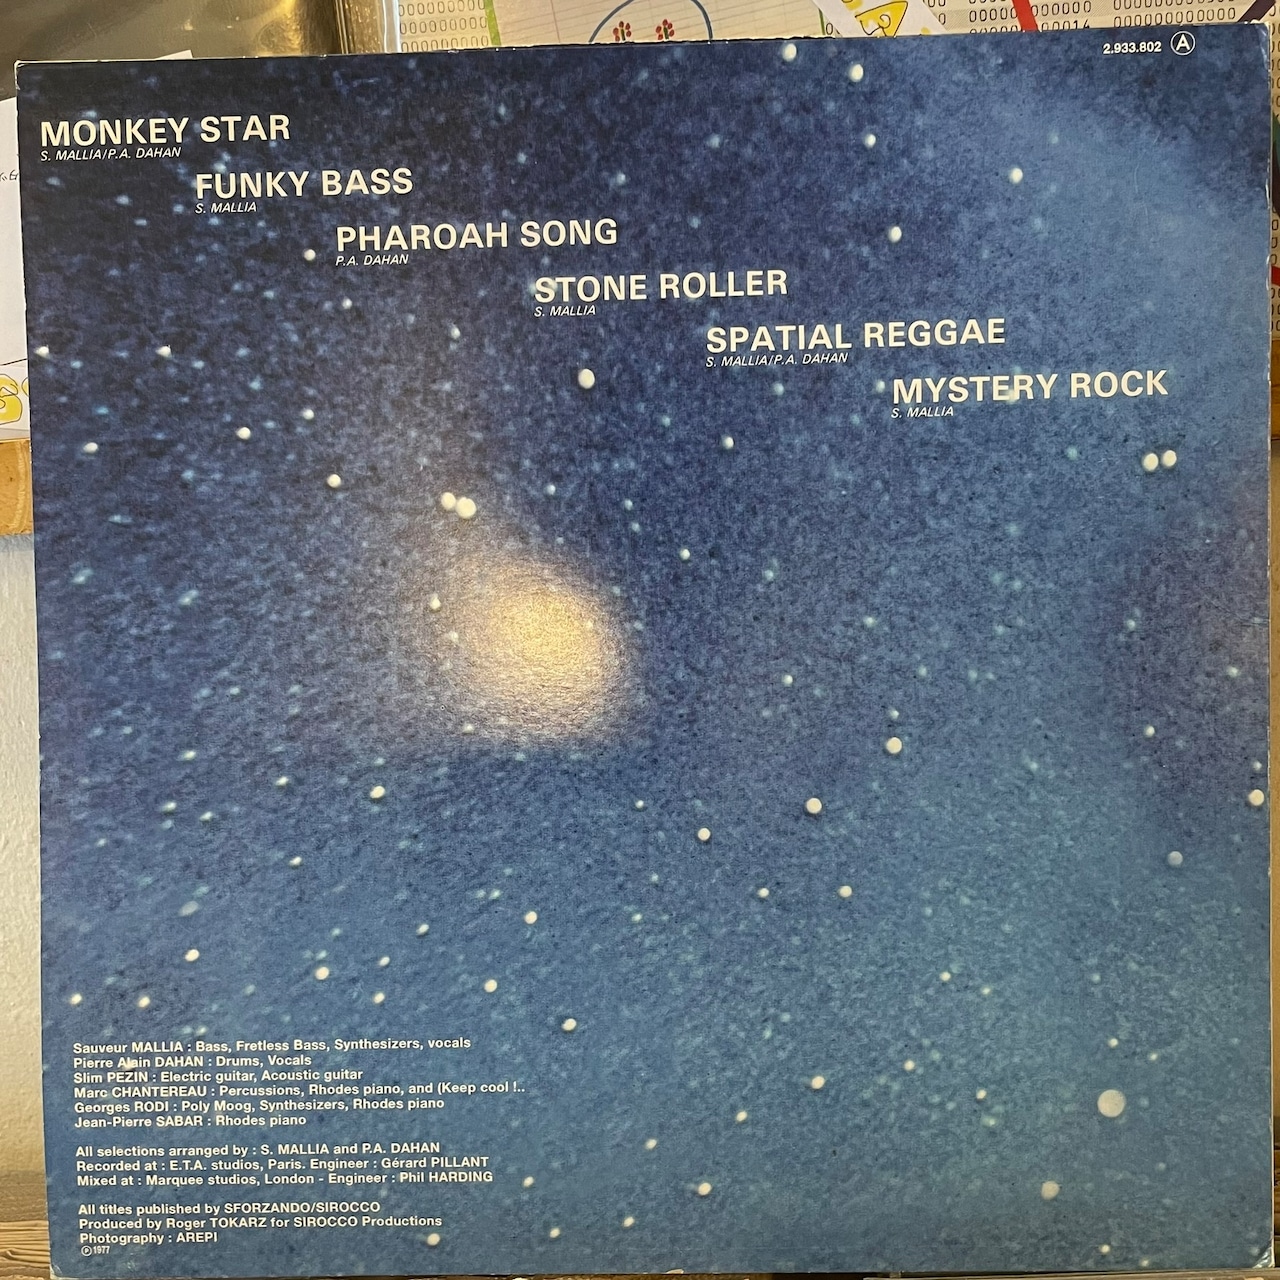 2.933.802 A
MONKEY STAR
S. MALLIA/P.A. DAHAN
FUNKY BASS
S. MALLIA
PHAROAH SONG
P.A. DAHAN
STONE ROLLER
S. MALLIA
SPATIAL REGGAE
S. MALLIA/P.A. DAHAN
MYSTERY ROCK
S. MALLIA
Sauveur MALLIA : Bass, Fretless Bass, Synthesizers, vocals
Pierre Alain DAHAN : Drums, Vocals
Slim PEZIN : Electric guitar, Acoustic guitar
Marc CHANTEREAU : Percussions, Rhodes piano, and (Keep cool !..
Georges RODI : Poly Moog, Synthesizers, Rhodes piano
Jean-Pierre SABAR : Rhodes piano
All selections arranged by : S. MALLIA and P.A. DAHAN
Recorded at : E.T.A. studios, Paris. Engineer : Gérard PILLANT
Mixed at : Marquee studios, London - Engineer : Phil HARDING
All titles published by SFORZANDO/SIROCCO
Produced by Roger TOKARZ for SIROCCO Productions
Photography : AREPI
℗ 1977